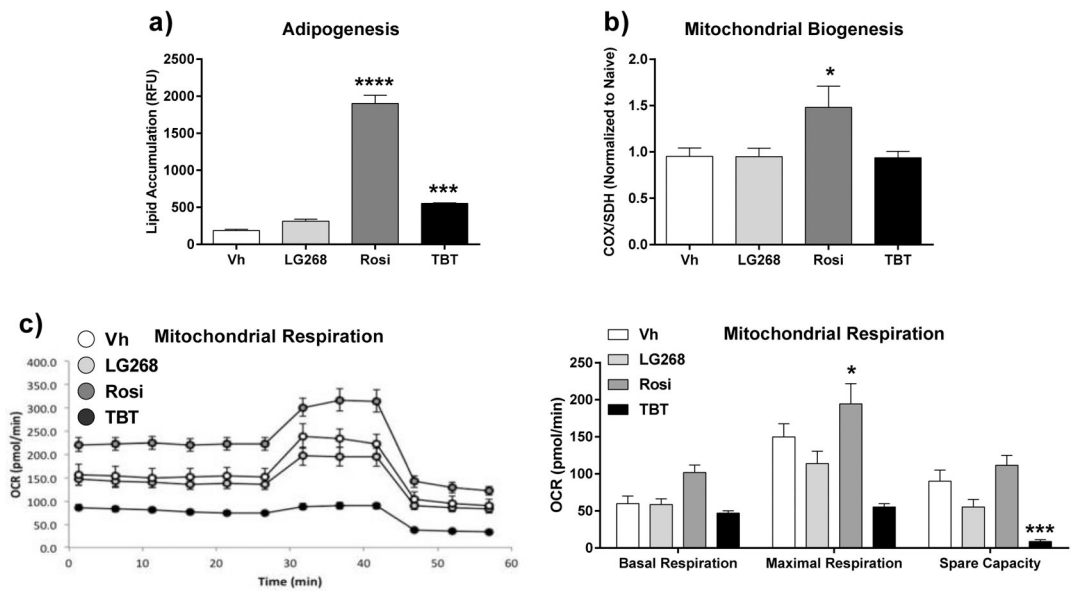 a)
Adipogenesis
Lipid Accumulation (RFU)
2500
2000
1500
1000
500
0
****
***
Vh LG268 Rosi TBT
b)
Mitochondrial Biogenesis
COX/SDH (Normalized to Naive)
2.0
1.5
1.0
0.5
0.0
*
Vh LG268 Rosi TBT
c)
Mitochondrial Respiration
Vh
LG268
Rosi
TBT
OCR (pmol/min)
400.0
350.0
300.0
250.0
200.0
150.0
100.0
50.0
0.0
0 10 20 30 40 50 60
Time (min)
Mitochondrial Respiration
Vh
LG268
Rosi
TBT
OCR (pmol/min)
250
200
150
100
50
0
*
***
Basal Respiration Maximal Respiration Spare Capacity